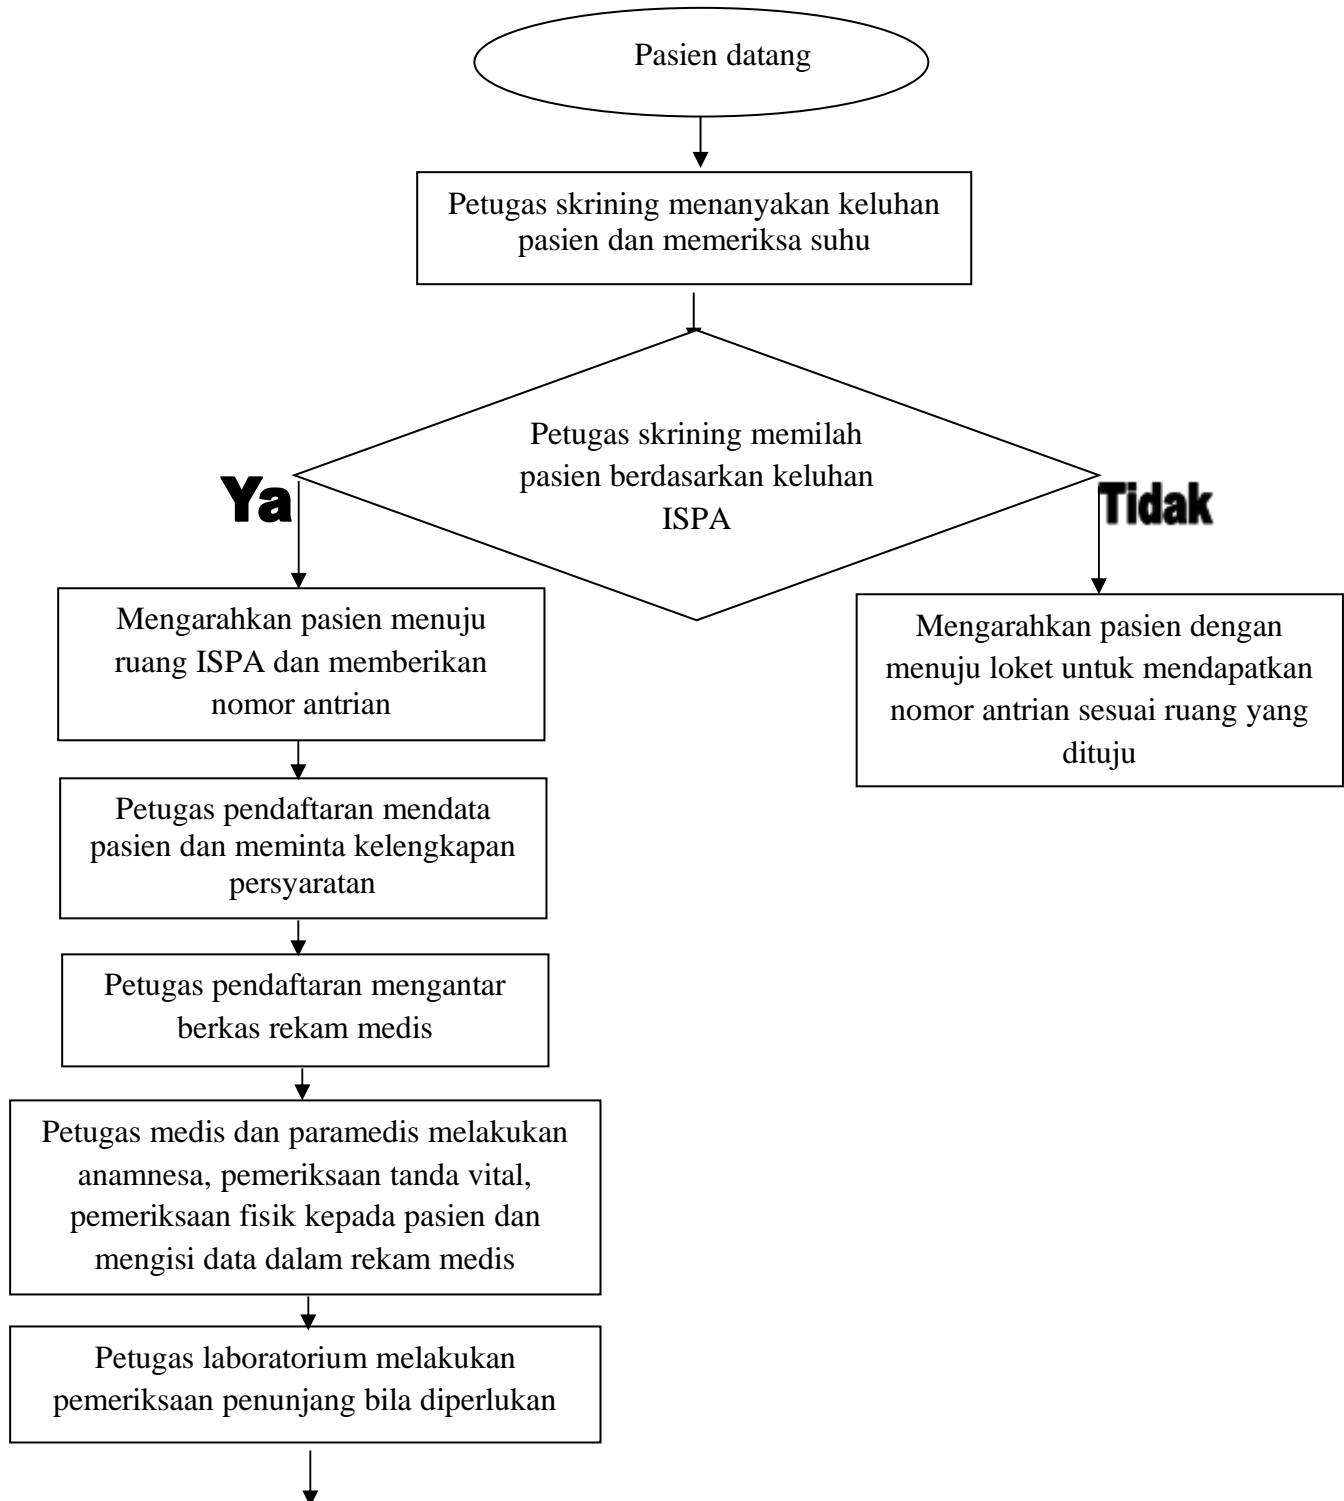 Pasien datang
Petugas skrining menanyakan keluhan
pasien dan memeriksa suhu
Petugas skrining memilah
pasien berdasarkan keluhan
ISPA
Ya
Tidak
Mengarahkan pasien menuju
ruang ISPA dan memberikan
nomor antrian
Mengarahkan pasien dengan
menuju loket untuk mendapatkan
nomor antrian sesuai ruang yang
dituju
Petugas pendaftaran mendata
pasien dan meminta kelengkapan
persyaratan
Petugas pendaftaran mengantar
berkas rekam medis
Petugas medis dan paramedis melakukan
anamnesa, pemeriksaan tanda vital,
pemeriksaan fisik kepada pasien dan
mengisi data dalam rekam medis
Petugas laboratorium melakukan
pemeriksaan penunjang bila diperlukan